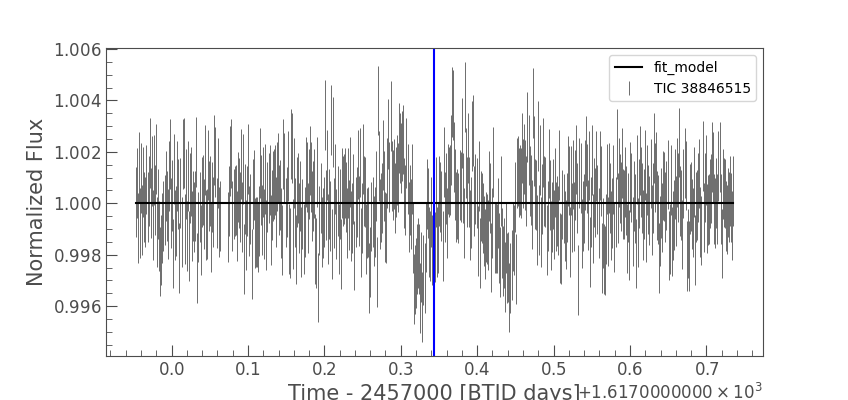 1.006
1.004
1.002
1.000
0.998
0.996
Normalized Flux
fit_model
TIC 38846515
0.0 0.1 0.2 0.3 0.4 0.5 0.6 0.7
Time - 2457000 [BTJD days]
+1.6170000000 × 10³